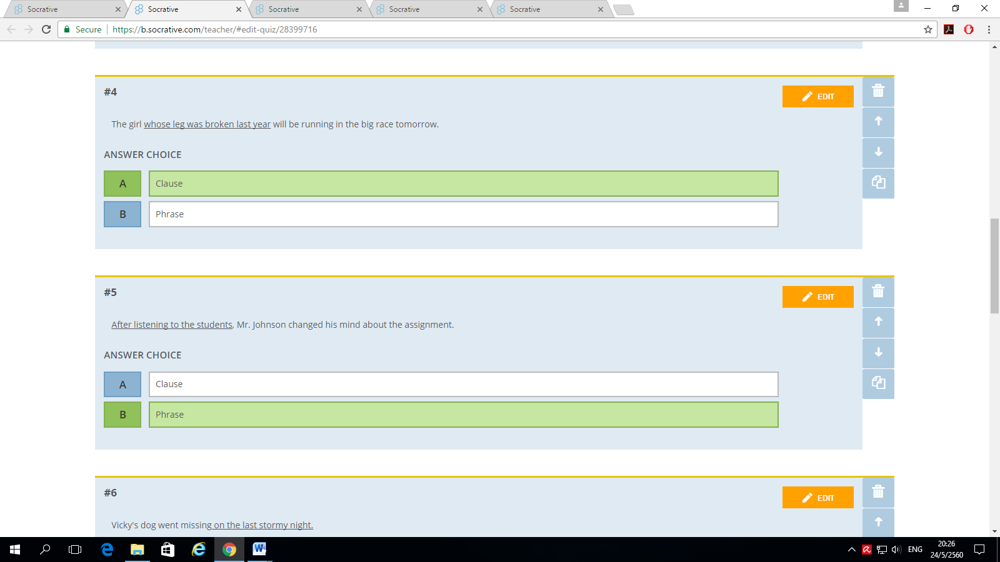 Socrative
Socrative
Socrative
Socrative
Socrative
Secure
https://b.socrative.com/teacher/#edit-quiz/28399716
#4
EDIT
The girl whose leg was broken last year will be running in the big race tomorrow.
ANSWER CHOICE
A
Clause
B
Phrase
#5
EDIT
After listening to the students, Mr. Johnson changed his mind about the assignment.
ANSWER CHOICE
A
Clause
B
Phrase
#6
EDIT
Vicky's dog went missing on the last stormy night.
ENG
20:26
24/5/2560